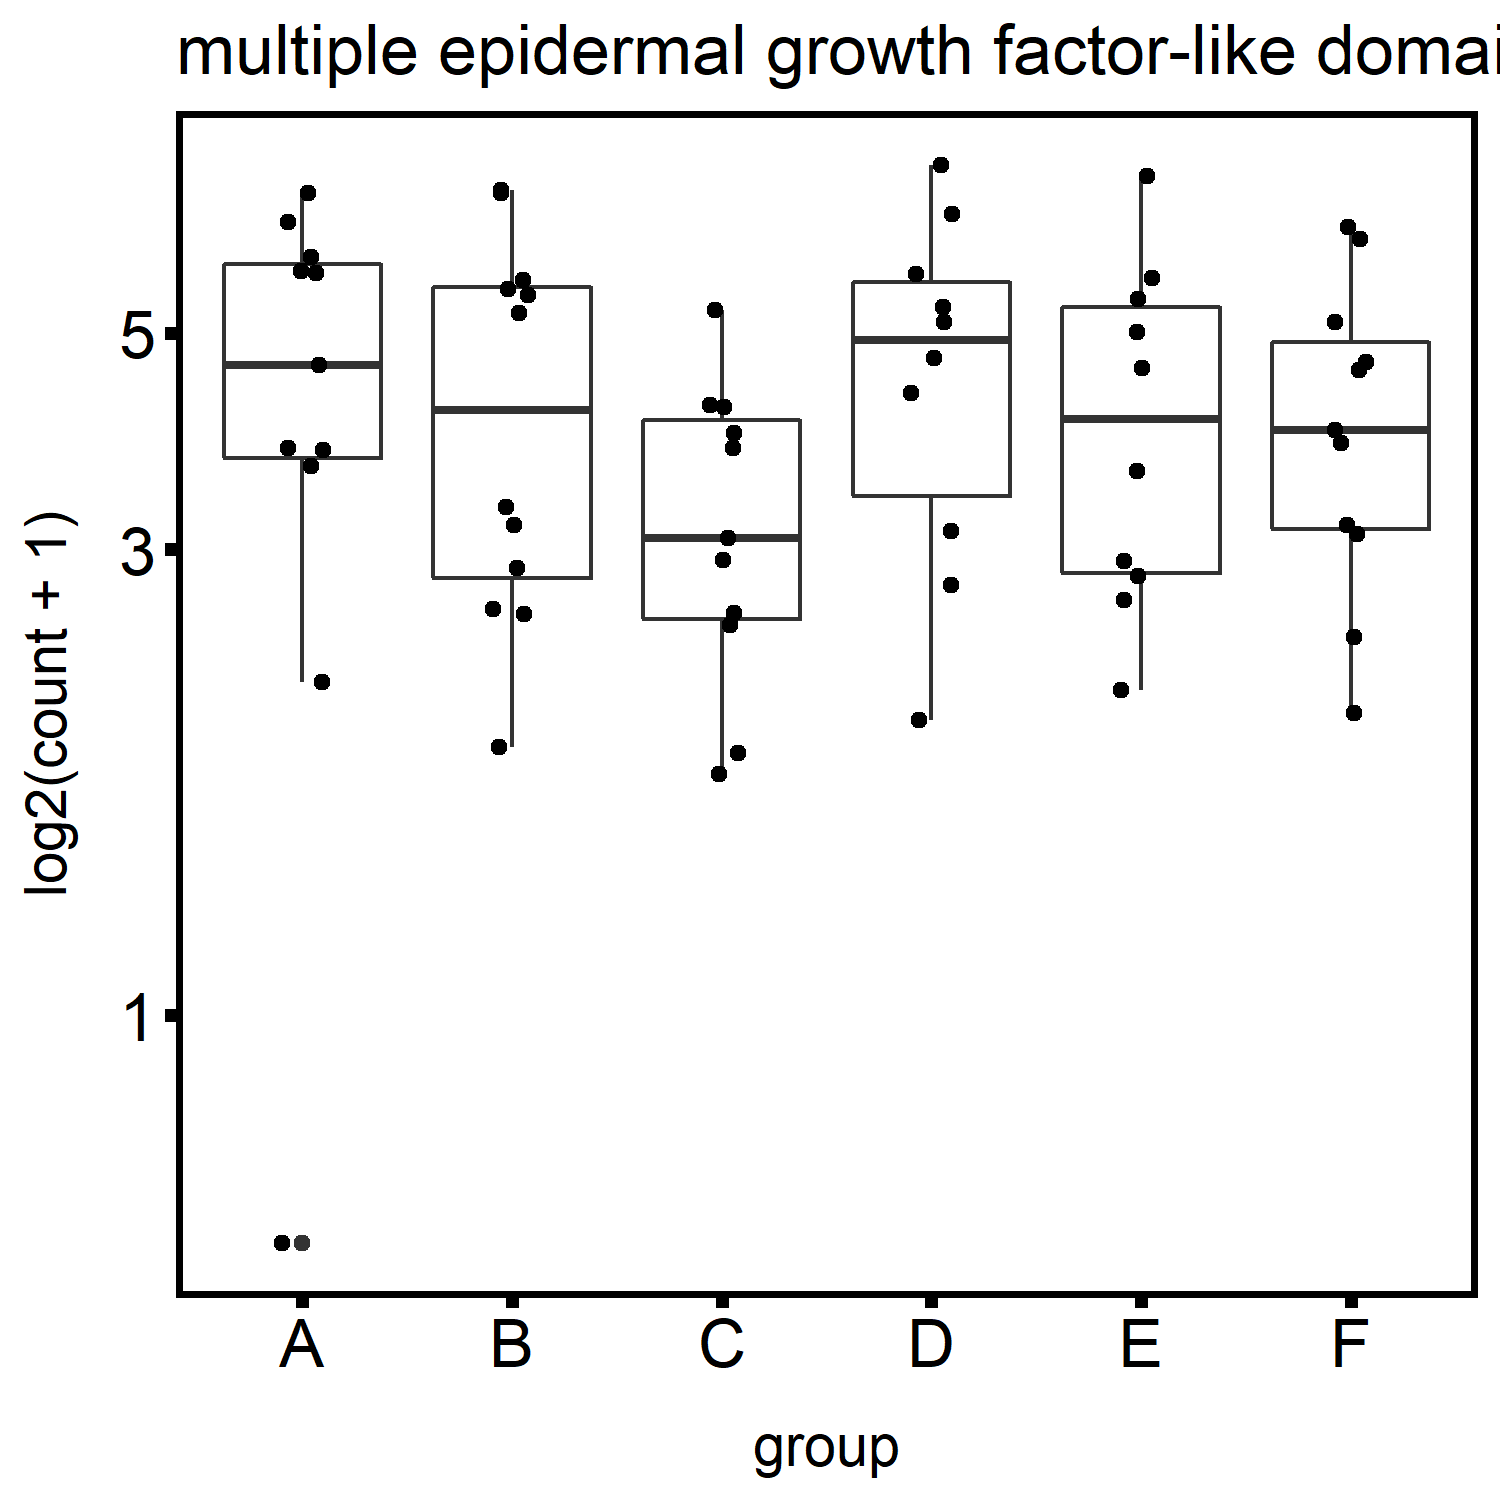 multiple epidermal growth factor-like domai
log2(count + 1)
5
3
1
A B C D E F
group